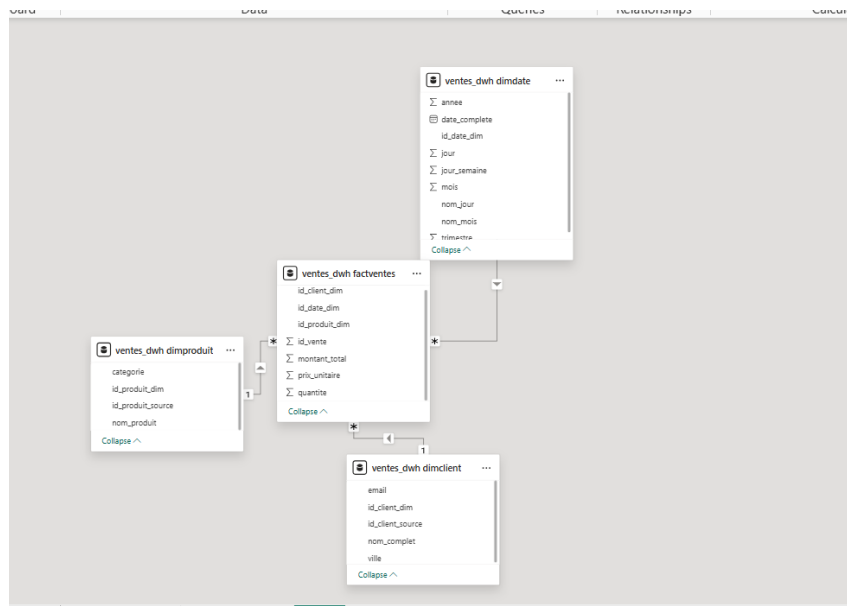 Data
Queries
Relationships
ventes_dwh dimdate
annee
date_complete
id_date_dim
jour
jour_semaine
mois
nom_jour
nom_mois
trimestre
Collapse
ventes_dwh factventes
id_client_dim
id_date_dim
id_produit_dim
id_vente
montant_total
prix_unitaire
quantite
Collapse
ventes_dwh dimproduit
categorie
id_produit_dim
id_produit_source
nom_produit
Collapse
*
*
1
*
1
ventes_dwh dimclient
email
id_client_dim
id_client_source
nom_complet
ville
Collapse